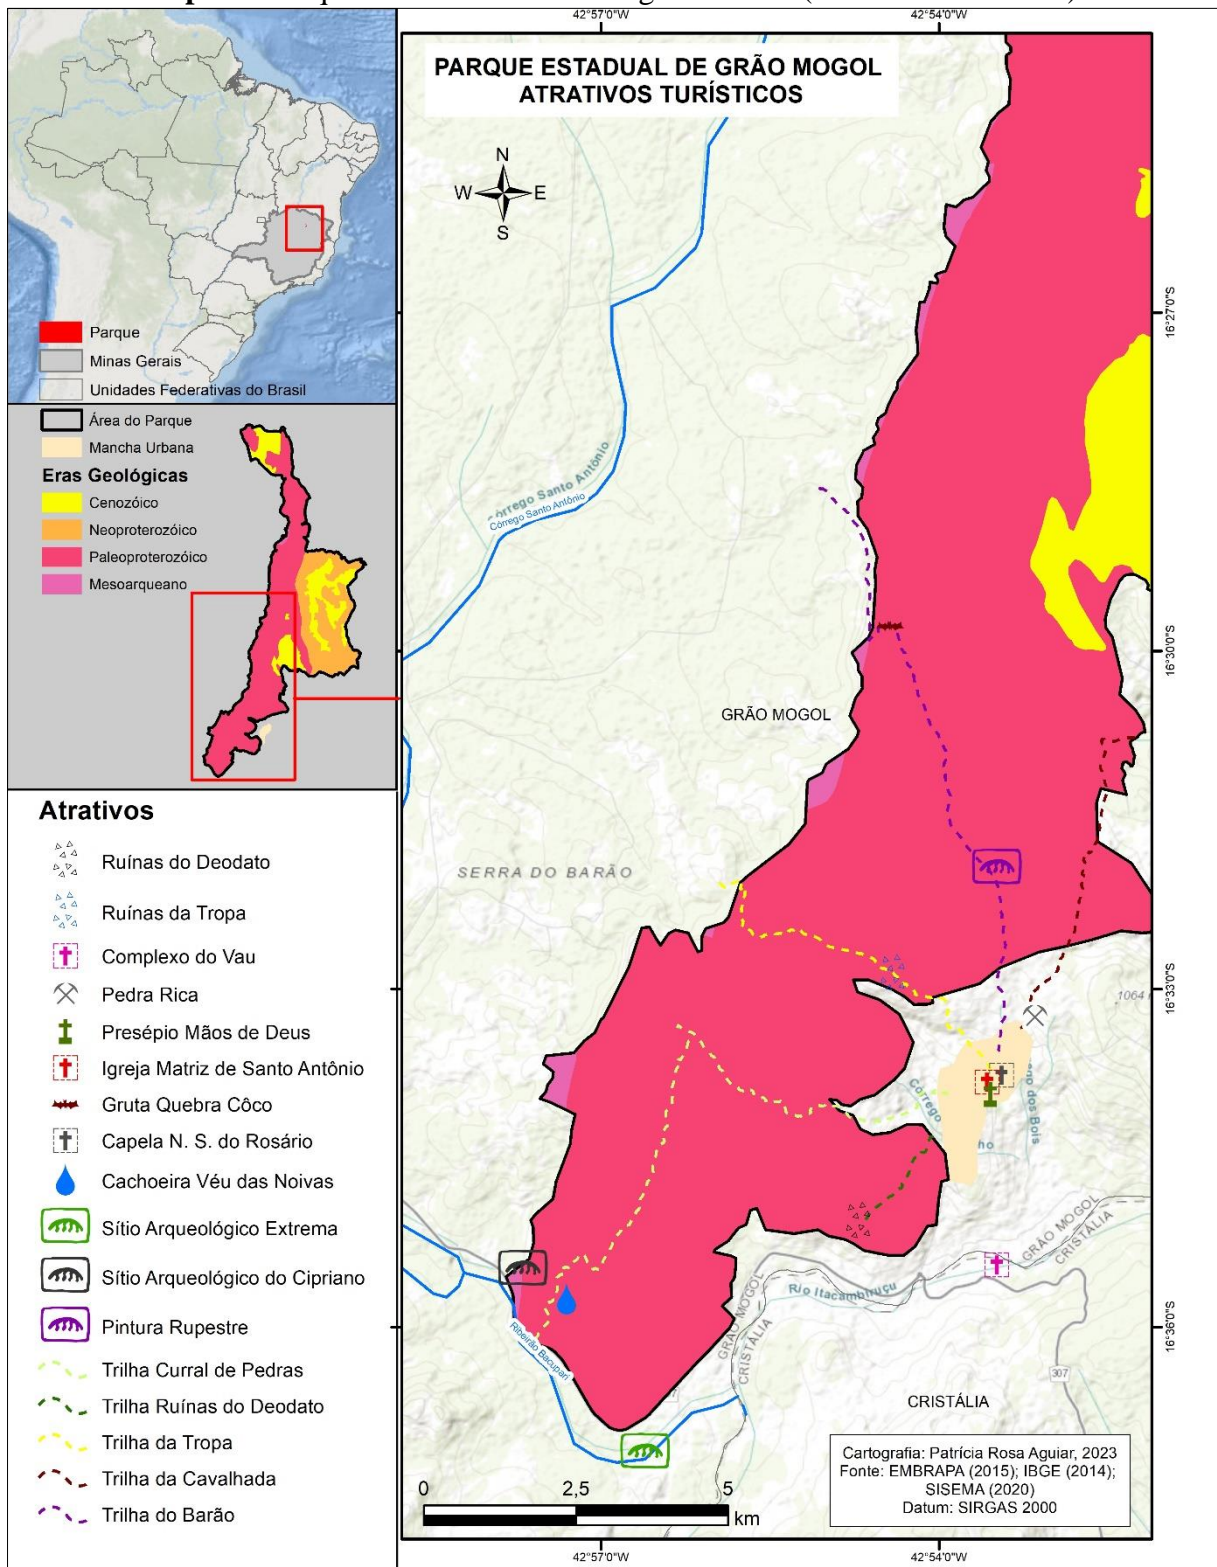 42°57'0"W
42°54'0"W
PARQUE ESTADUAL DE GRÃO MOGOL
ATRATIVOS TURÍSTICOS
N
W
E
S
Parque
Minas Gerais
Unidades Federativas do Brasil
Área do Parque
Mancha Urbana
Eras Geológicas
Cenozóico
Neoproterozóico
Paleoproterozóico
Mesoarqueano
Atrativos
Ruínas do Deodato
Ruínas da Tropa
Complexo do Vau
Pedra Rica
Presépio Mãos de Deus
Igreja Matriz de Santo Antônio
Gruta Quebra Côco
Capela N. S. do Rosário
Cachoeira Véu das Noivas
Sítio Arqueológico Extrema
Sítio Arqueológico do Cipriano
Pintura Rupestre
Trilha Curral de Pedras
Trilha Ruínas do Deodato
Trilha da Tropa
Trilha da Cavalhada
Trilha do Barão
16°27'0"S
Córrego Santo Antônio
Córrego Santo Antônio
16°30'0"S
GRÃO MOGOL
SERRA DO BARÃO
16°33'0"S
1064
Córrego
dos Bois
GRÃO MOGOL
CRISTÁLIA
Rio Itacambiruçu
GRÃO MOGOL
CRISTÁLIA
16°36'0"S
Ribeirão Bacupari
307
CRISTÁLIA
Cartografia: Patrícia Rosa Aguiar, 2023
Fonte: EMBRAPA (2015); IBGE (2014);
SISEMA (2020)
Datum: SIRGAS 2000
0
2,5
5
km
42°57'0"W
42°54'0"W